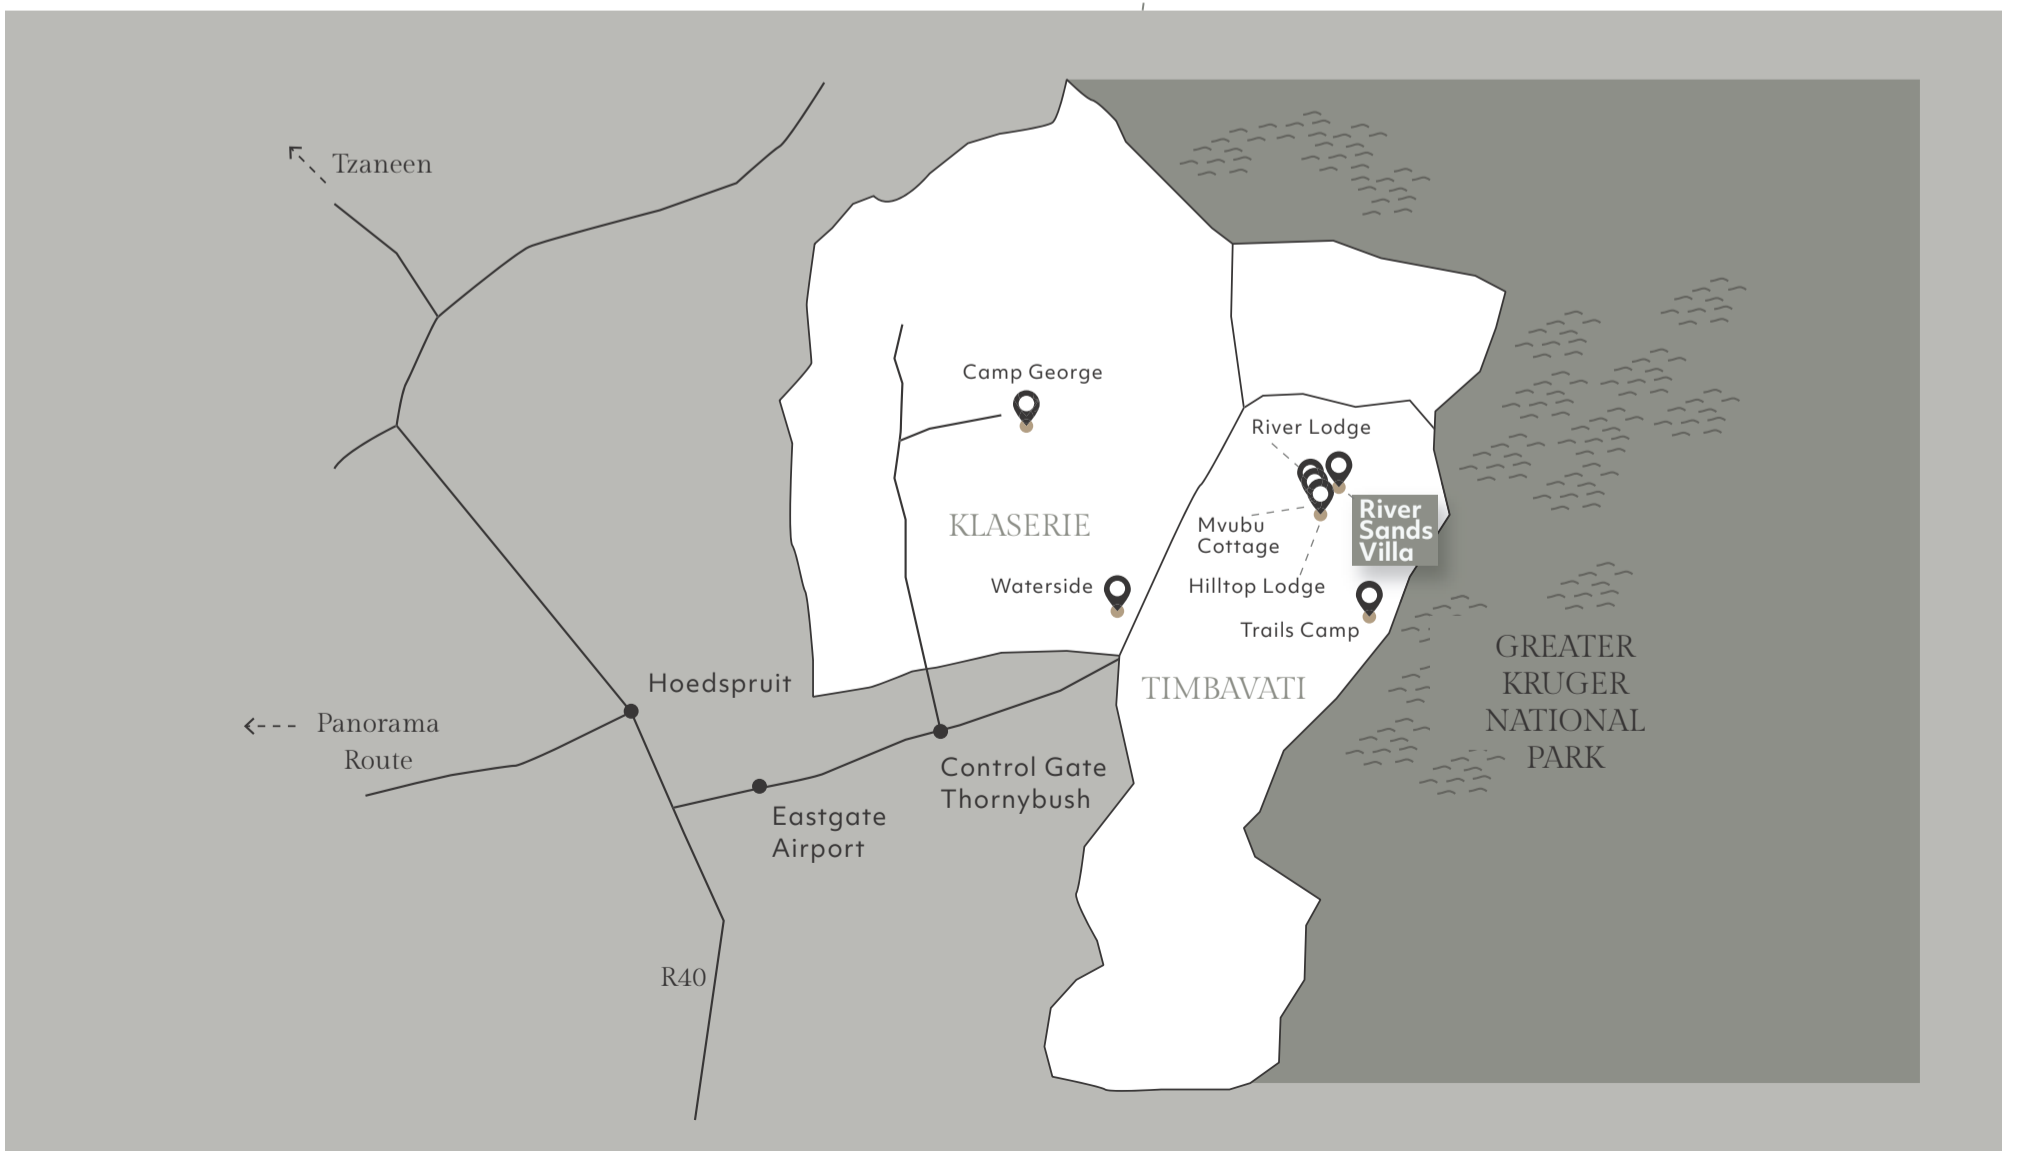 Tzaneen
Camp George
River Lodge
River
Sands
Villa
KLASERIE
Mvubu
Cottage
Waterside
Hilltop Lodge
Trails Camp
GREATER
KRUGER
NATIONAL
PARK
Hoedspruit
TIMBAVATI
Panorama
Route
Control Gate
Thornybush
Eastgate
Airport
R40